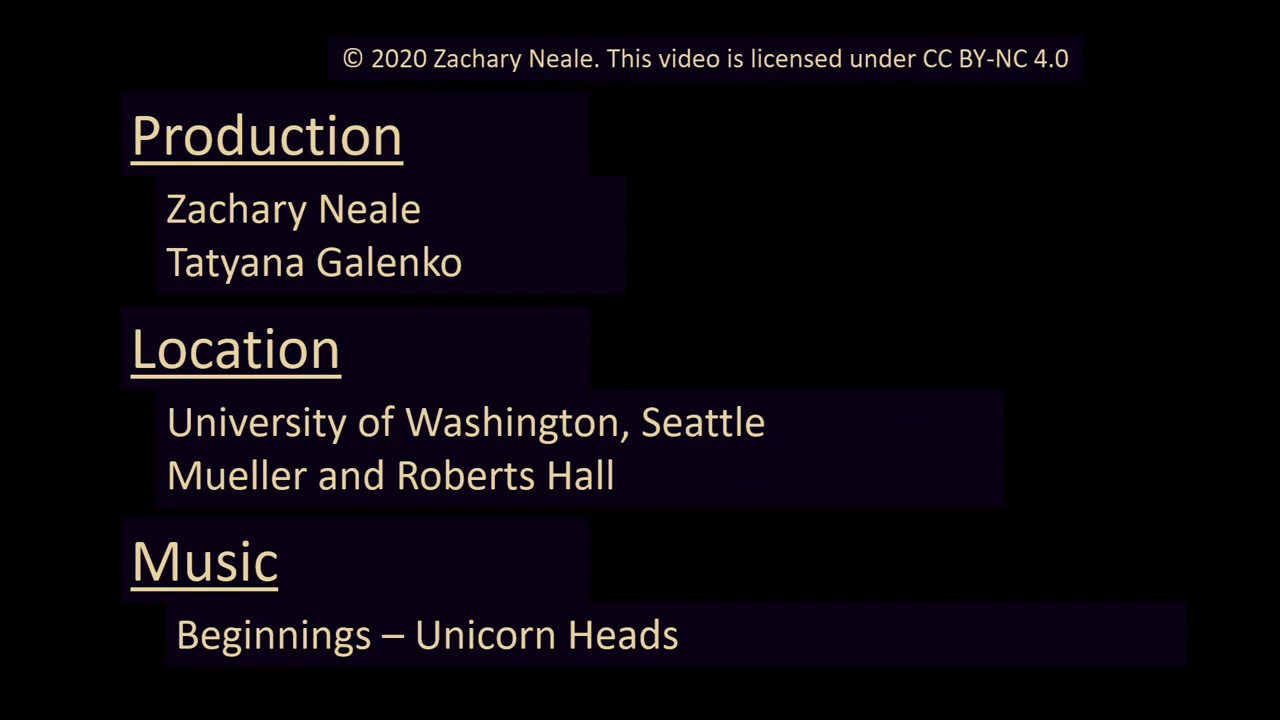 © 2020 Zachary Neale. This video is licensed under CC BY-NC 4.0
Production
Zachary Neale
Tatyana Galenko
Location
University of Washington, Seattle
Mueller and Roberts Hall
Music
Beginnings – Unicorn Heads